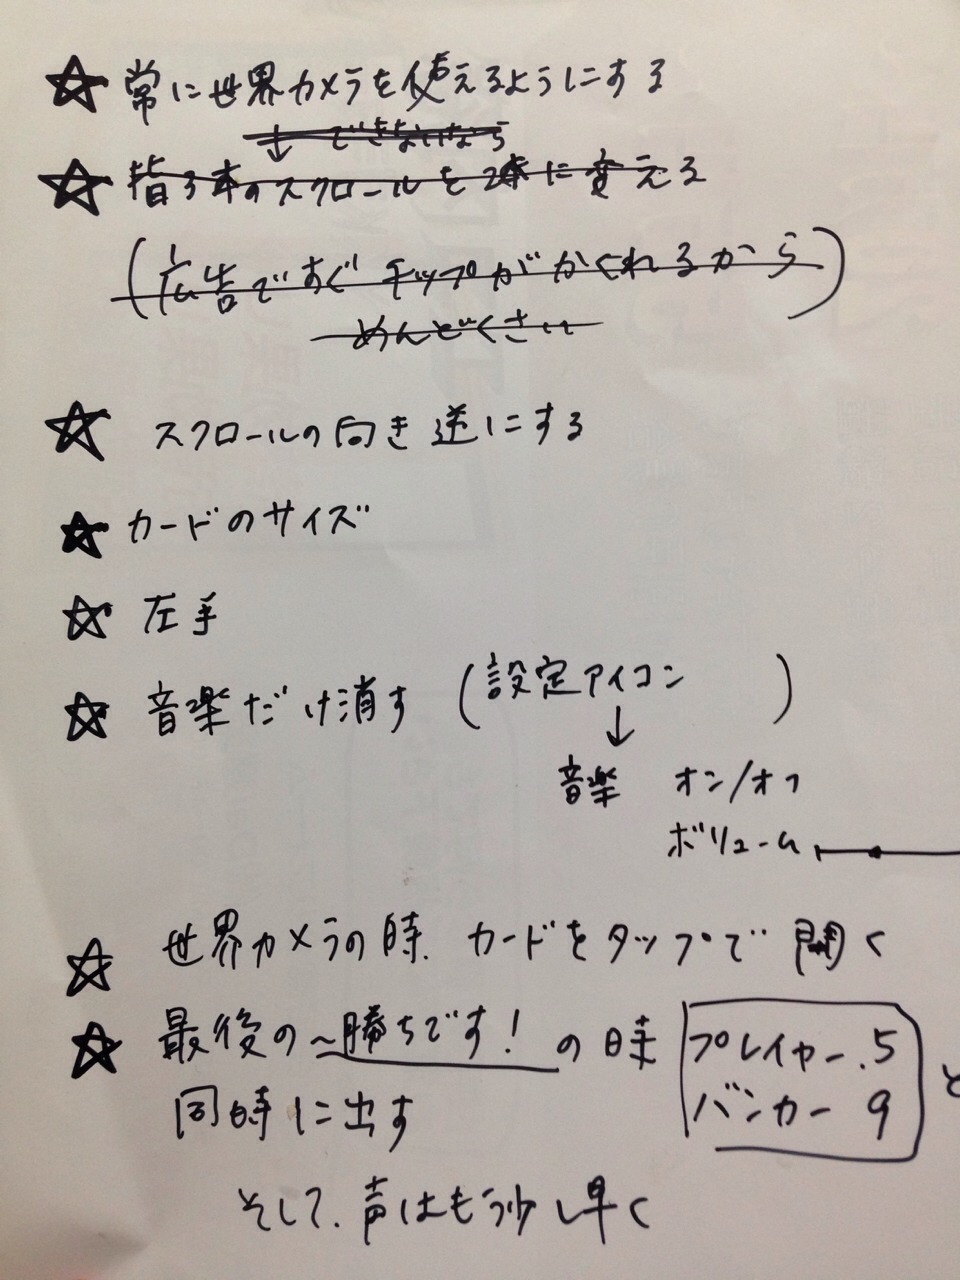 ☆ 常に世界カメラを使えるようにする
↓ できないなら
☆ 指3本のスクロールを2本に変える
(広告ですぐチップがかくれるから)
めんどくさい
☆ スクロールの向き逆にする
☆ カードのサイズ
☆ 左手
☆ 音楽だけ消す (設定アイコン )
↓
音楽 オン/オフ
ボリューム
☆ 世界カメラの時、カードをタップで開く
☆ 最後の~勝ちです!の時 プレイヤー.5 と
バンカー 9
同時に出す
そして、声はもう少し早く